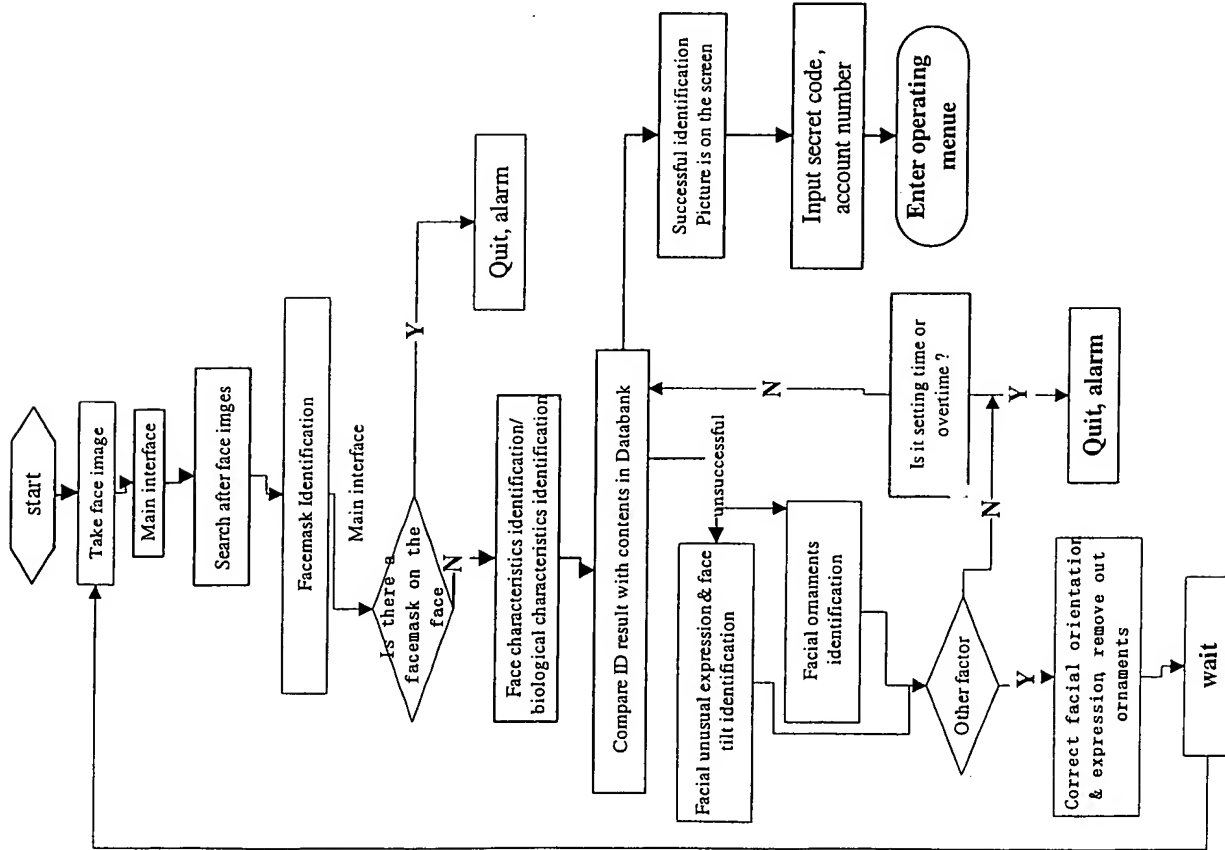 start
Take face image
Main interface
Search after face imges
Facemask Identification
Main interface
Is there a
facemask on the
face
Y
Quit, alarm
N
Face characteristics identification/
biological characteristics identification
Compare ID result with contents in Databank
Successful identification
Picture is on the screen
Input secret code ,
account number
Enter operating
menue
unsuccessful
Facial unusual expression & face
tilt identification
Facial ornaments
identification
Other factor
N
Is it setting time or
overtime ?
N
Y
Quit, alarm
Y
Correct facial orientation
& expression, remove out
ornaments
wait